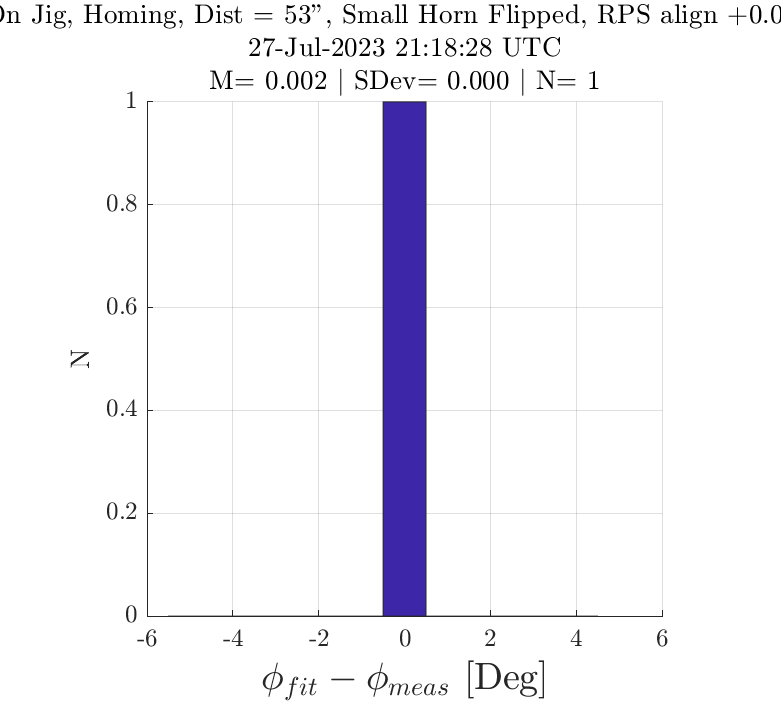 On Jig, Homing, Dist = 53", Small Horn Flipped, RPS align +0.0
27-Jul-2023 21:18:28 UTC
M= 0.002 | SDev= 0.000 | N= 1
1
0.8
0.6
0.4
0.2
0
N
-6 -4 -2 0 2 4 6
ϕfit − ϕmeas [Deg]